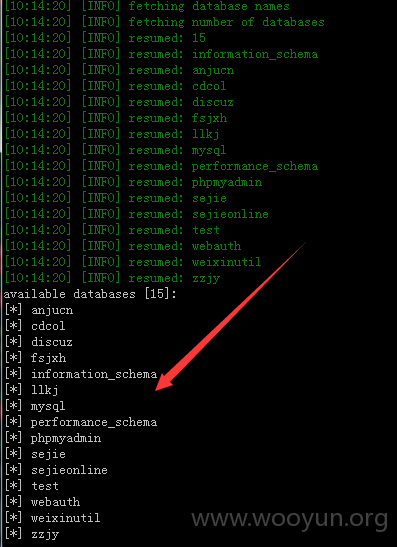 [10:14:20] [INFO] fetching database names
[10:14:20] [INFO] fetching number of databases
[10:14:20] [INFO] resumed: 15
[10:14:20] [INFO] resumed: information_schema
[10:14:20] [INFO] resumed: anjucn
[10:14:20] [INFO] resumed: cdcol
[10:14:20] [INFO] resumed: discuz
[10:14:20] [INFO] resumed: fsjxh
[10:14:20] [INFO] resumed: llkj
[10:14:20] [INFO] resumed: mysql
[10:14:20] [INFO] resumed: performance_schema
[10:14:20] [INFO] resumed: phpmyadmin
[10:14:20] [INFO] resumed: sejie
[10:14:20] [INFO] resumed: sejieonline
[10:14:20] [INFO] resumed: test
[10:14:20] [INFO] resumed: webauth
[10:14:20] [INFO] resumed: weixinutil
[10:14:20] [INFO] resumed: zzjy
available databases [15]:
[*] anjucn
[*] cdcol
[*] discuz
[*] fsjxh
[*] information_schema
[*] llkj
[*] mysql
[*] performance_schema
[*] phpmyadmin
[*] sejie
[*] sejieonline
[*] test
[*] webauth
[*] weixinutil
[*] zzjy
www.wooyun.org